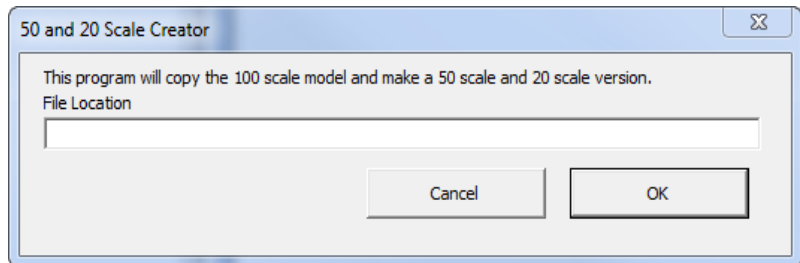 50 and 20 Scale Creator
This program will copy the 100 scale model and make a 50 scale and 20 scale version.
File Location
Cancel
OK